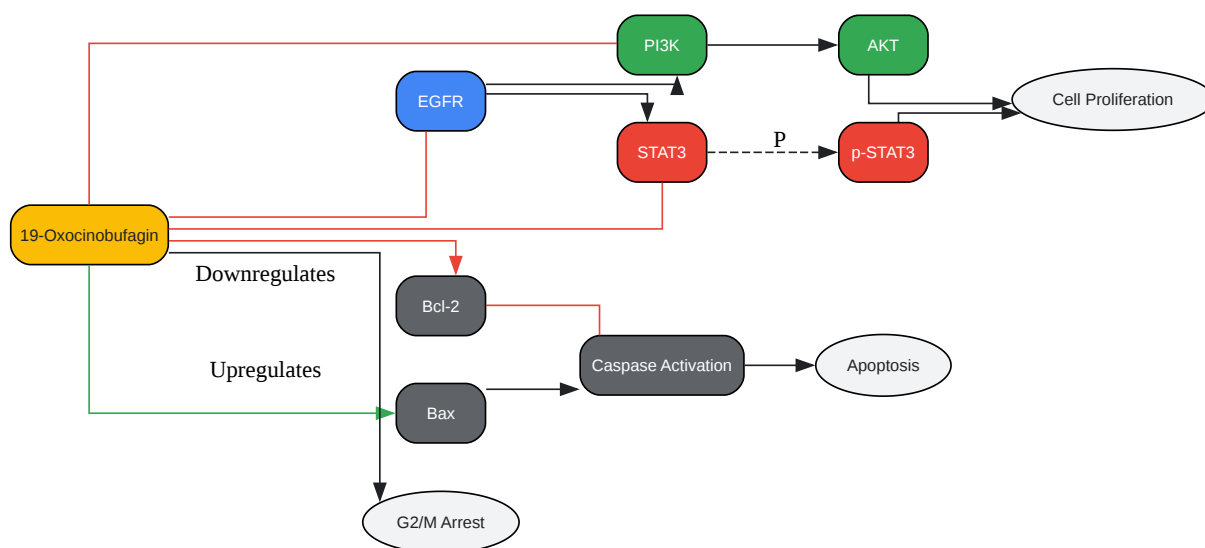 PI3K
AKT
EGFR
Cell Proliferation
STAT3
P
p-STAT3
19-Oxocinobufagin
Downregulates
Bcl-2
Caspase Activation
Apoptosis
Upregulates
Bax
G2/M Arrest